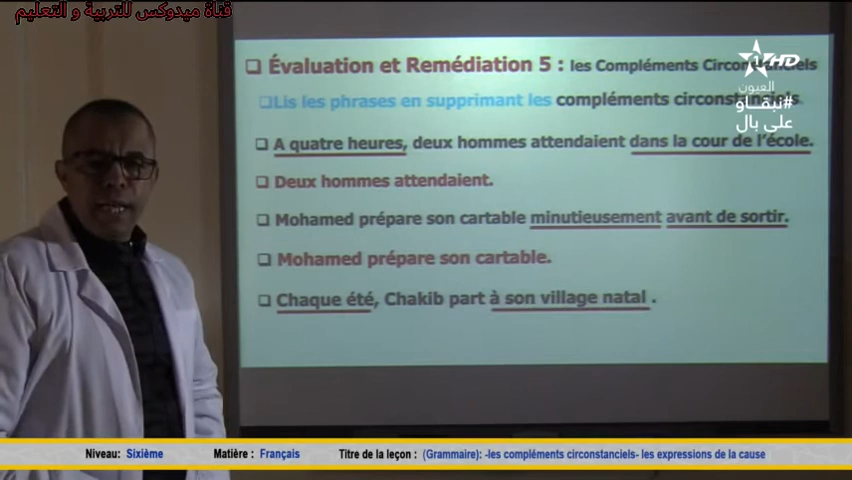 قناة ميدوكس للتربية و التعليم
HD
العيون
#نبقاو
على بال
❑ Évaluation et Remédiation 5 : les Compléments Circonstanciels
❑Lis les phrases en supprimant les compléments circonstanciels
❑ A quatre heures, deux hommes attendaient dans la cour de l'école.
❑ Deux hommes attendaient.
❑ Mohamed prépare son cartable minutieusement avant de sortir.
❑ Mohamed prépare son cartable.
❑ Chaque été, Chakib part à son village natal .
Niveau: Sixième Matière : Français Titre de la leçon : (Grammaire): -les compléments circonstanciels- les expressions de la cause